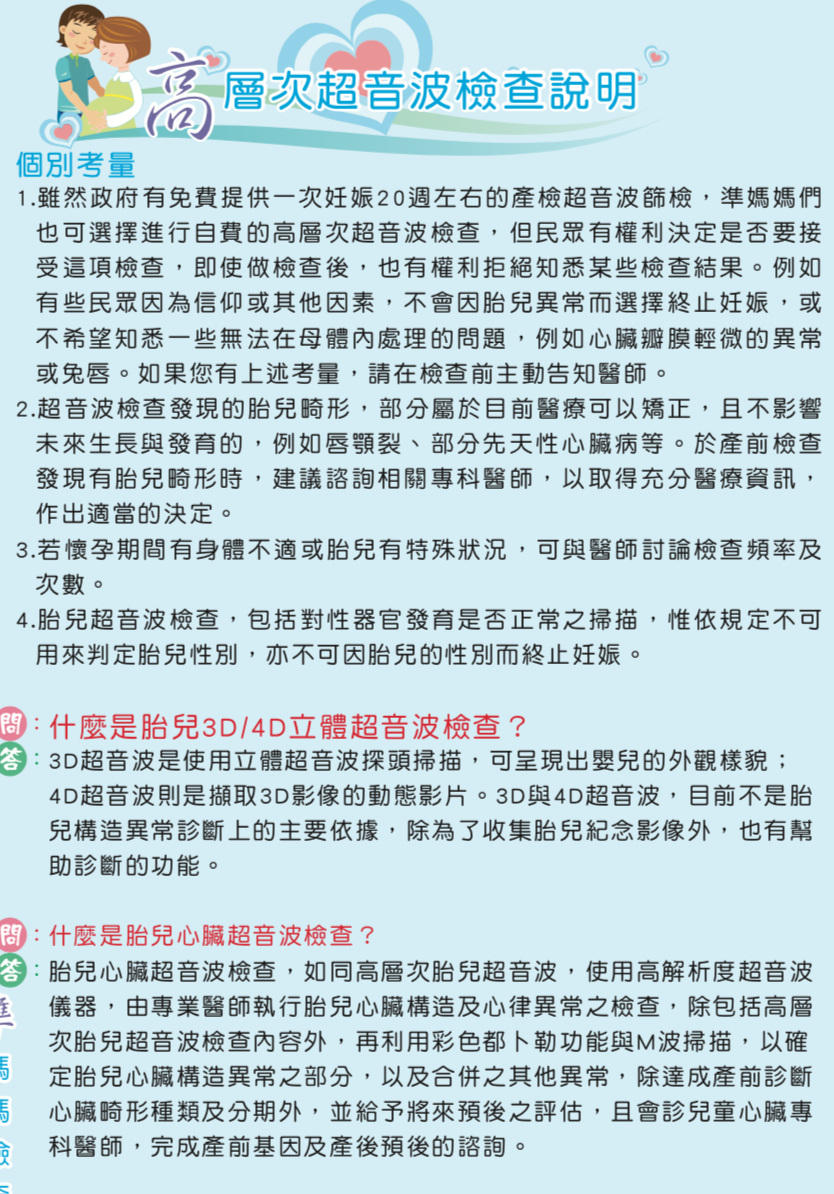 高層次超音波檢查說明
個別考量
1.雖然政府有免費提供一次妊娠20週左右的產檢超音波篩檢，準媽媽們
也可選擇進行自費的高層次超音波檢查，但民眾有權利決定是否要接
受這項檢查，即使做檢查後，也有權利拒絕知悉某些檢查結果。例如
有些民眾因為信仰或其他因素，不會因胎兒異常而選擇終止妊娠，或
不希望知悉一些無法在母體內處理的問題，例如心臟瓣膜輕微的異常
或兔唇。如果您有上述考量，請在檢查前主動告知醫師。
2.超音波檢查發現的胎兒畸形，部分屬於目前醫療可以矯正，且不影響
未來生長與發育的，例如唇顎裂、部分先天性心臟病等。於產前檢查
發現有胎兒畸形時，建議諮詢相關專科醫師，以取得充分醫療資訊，
作出適當的決定。
3.若懷孕期間有身體不適或胎兒有特殊狀況，可與醫師討論檢查頻率及
次數。
4.胎兒超音波檢查，包括對性器官發育是否正常之掃描，惟依規定不可
用來判定胎兒性別，亦不可因胎兒的性別而終止妊娠。
問：什麼是胎兒3D/4D立體超音波檢查？
答：3D超音波是使用立體超音波探頭掃描，可呈現出嬰兒的外觀樣貌；
4D超音波則是擷取3D影像的動態影片。3D與4D超音波，目前不是胎
兒構造異常診斷上的主要依據，除為了收集胎兒紀念影像外，也有幫
助診斷的功能。
問：什麼是胎兒心臟超音波檢查？
答：胎兒心臟超音波檢查，如同高層次胎兒超音波，使用高解析度超音波
儀器，由專業醫師執行胎兒心臟構造及心律異常之檢查，除包括高層
次胎兒超音波檢查內容外，再利用彩色都卜勒功能與M波掃描，以確
定胎兒心臟構造異常之部分，以及合併之其他異常，除達成產前診斷
心臟畸形種類及分期外，並給予將來預後之評估，且會診兒童心臟專
科醫師，完成產前基因及產後預後的諮詢。